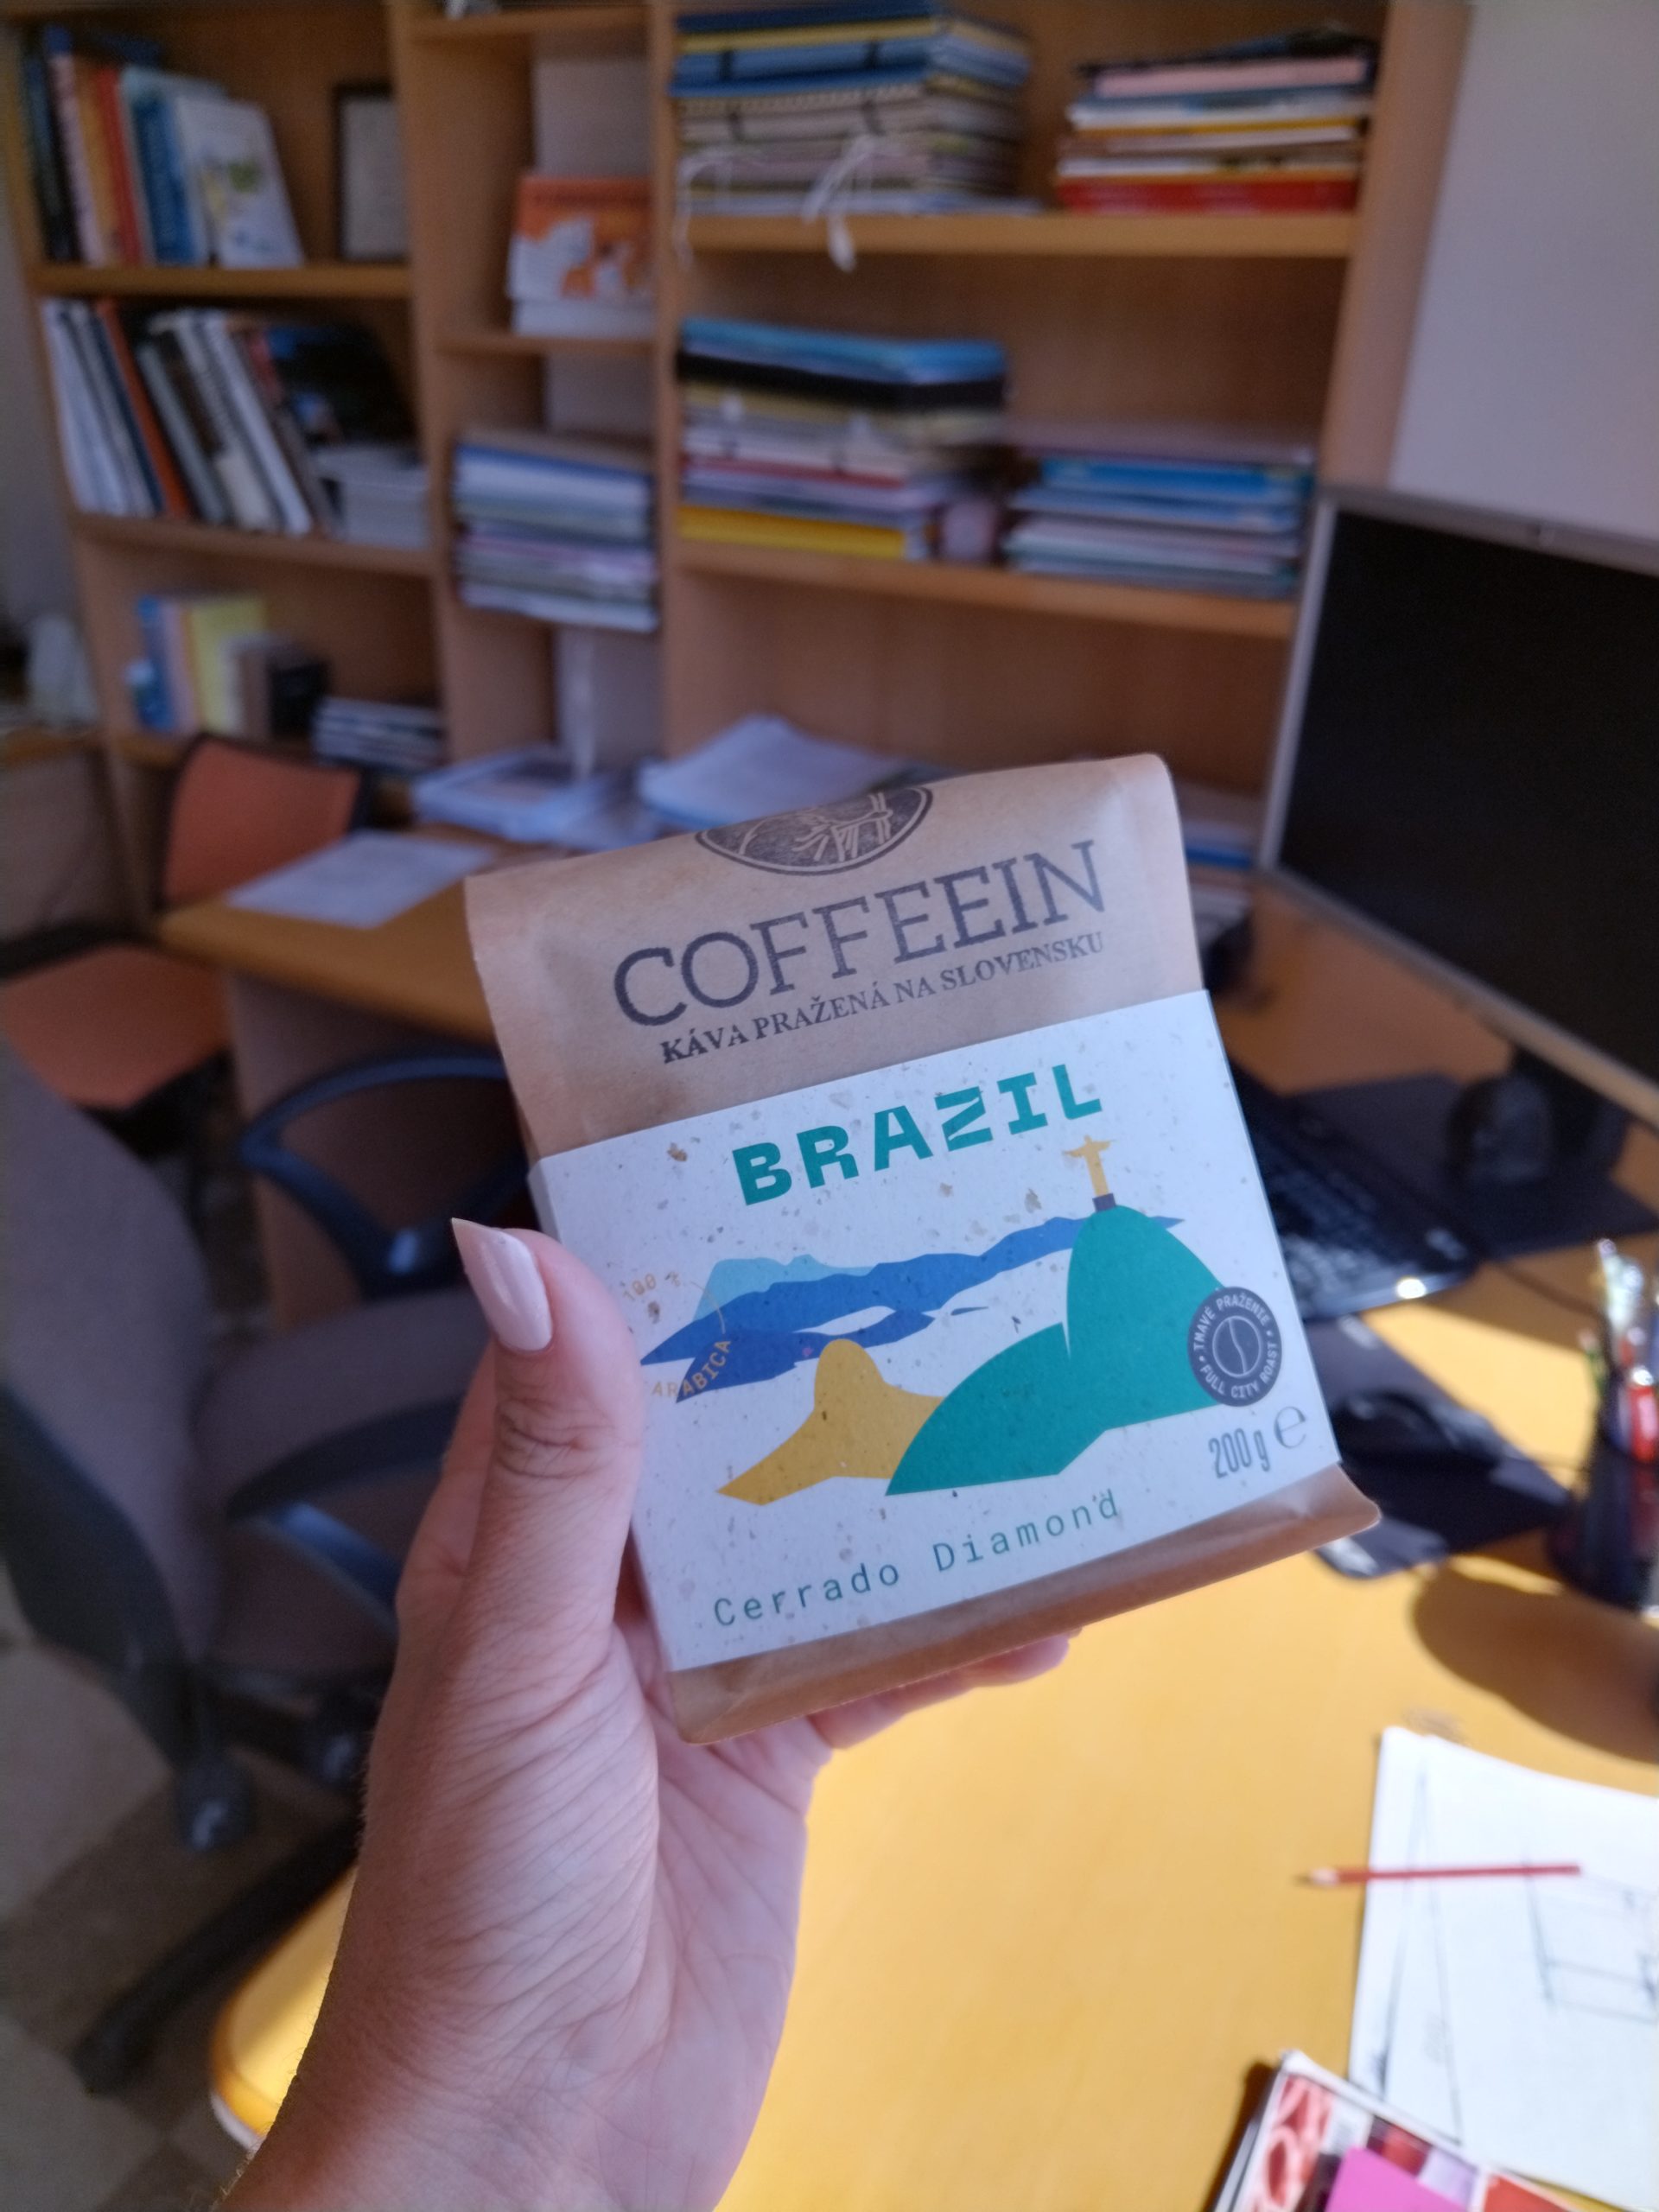 COFFEEIN
KÁVA PRAŽENÁ NA SLOVENSKU
BRAZIL
100 %
ARABICA
TMAVÉ PRAŽENIE
FULL CITY ROAST
200 g e
Cerrado Diamond